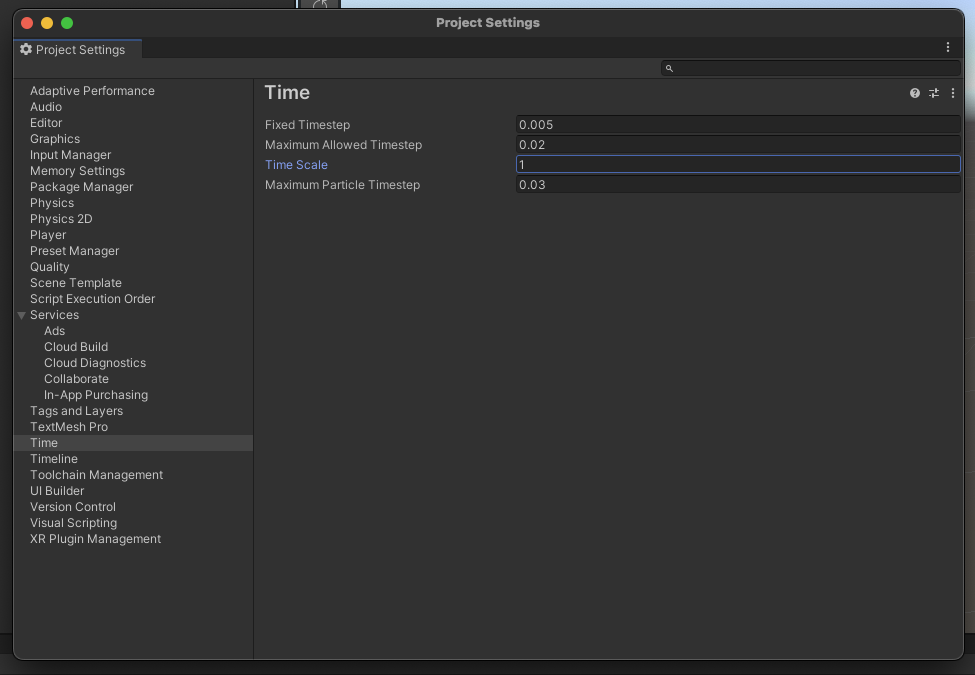 Project Settings
Project Settings
Adaptive Performance
Audio
Editor
Graphics
Input Manager
Memory Settings
Package Manager
Physics
Physics 2D
Player
Preset Manager
Quality
Scene Template
Script Execution Order
Services
Ads
Cloud Build
Cloud Diagnostics
Collaborate
In-App Purchasing
Tags and Layers
TextMesh Pro
Time
Timeline
Toolchain Management
UI Builder
Version Control
Visual Scripting
XR Plugin Management
Time
Fixed Timestep 0.005
Maximum Allowed Timestep 0.02
Time Scale 1
Maximum Particle Timestep 0.03